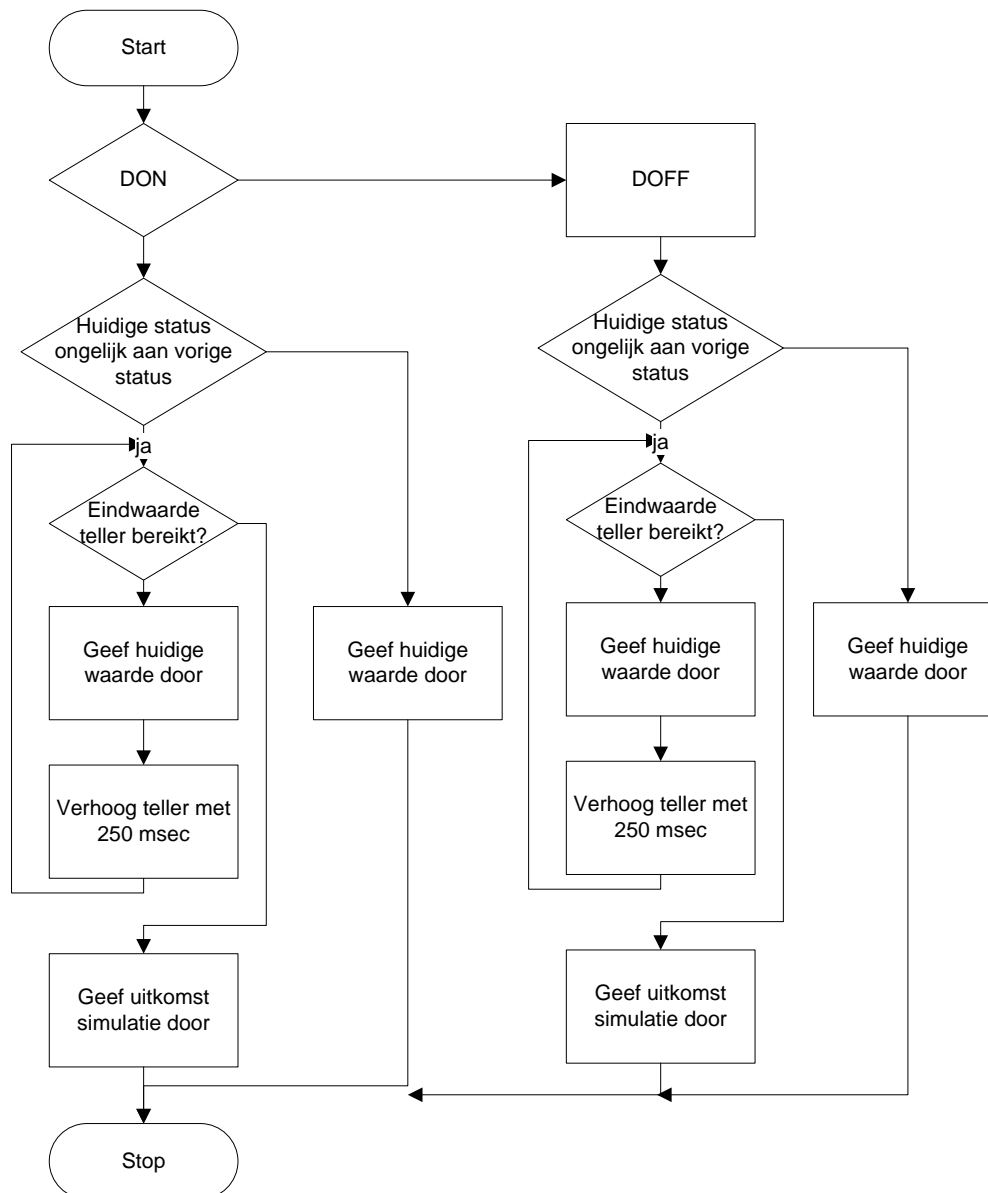 Start
DON
DOFF
Huidige status
ongelijk aan vorige
status
Huidige status
ongelijk aan vorige
status
ja
ja
Eindwaarde
teller bereikt?
Eindwaarde
teller bereikt?
Geef huidige
waarde door
Geef huidige
waarde door
Geef huidige
waarde door
Geef huidige
waarde door
Verhoog teller met
250 msec
Verhoog teller met
250 msec
Geef uitkomst
simulatie door
Geef uitkomst
simulatie door
Stop